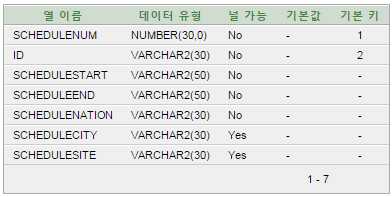 열 이름 데이터 유형 널 가능 기본값 기본 키
SCHEDULENUM NUMBER(30,0) No - 1
ID VARCHAR2(30) No - 2
SCHEDULESTART VARCHAR2(50) No - -
SCHEDULEEND VARCHAR2(50) No - -
SCHEDULENATION VARCHAR2(30) No - -
SCHEDULECITY VARCHAR2(30) Yes - -
SCHEDULESITE VARCHAR2(30) Yes - -
1 - 7